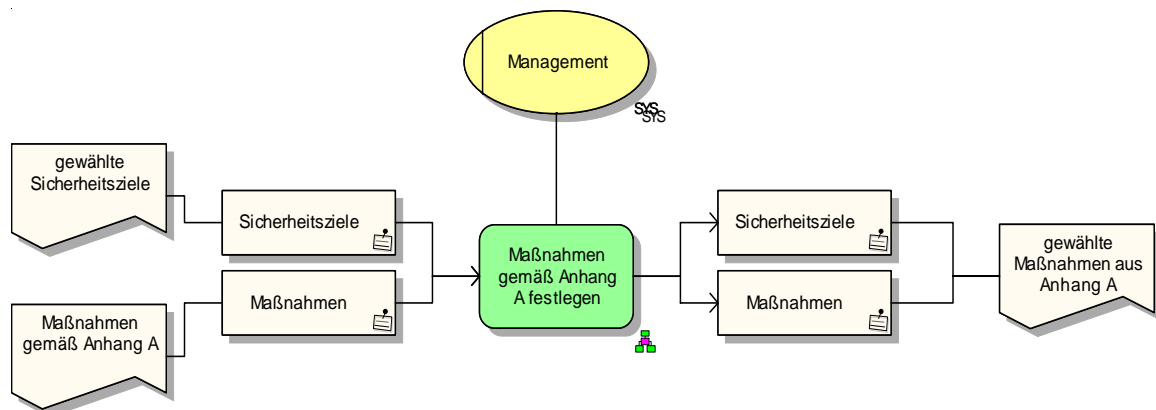 Management
SYS
SYS
gewählte
Sicherheitsziele
Sicherheitsziele
Maßnahmen
Maßnahmen
gemäß Anhang A
Maßnahmen
gemäß Anhang
A festlegen
Sicherheitsziele
Maßnahmen
gewählte
Maßnahmen aus
Anhang A